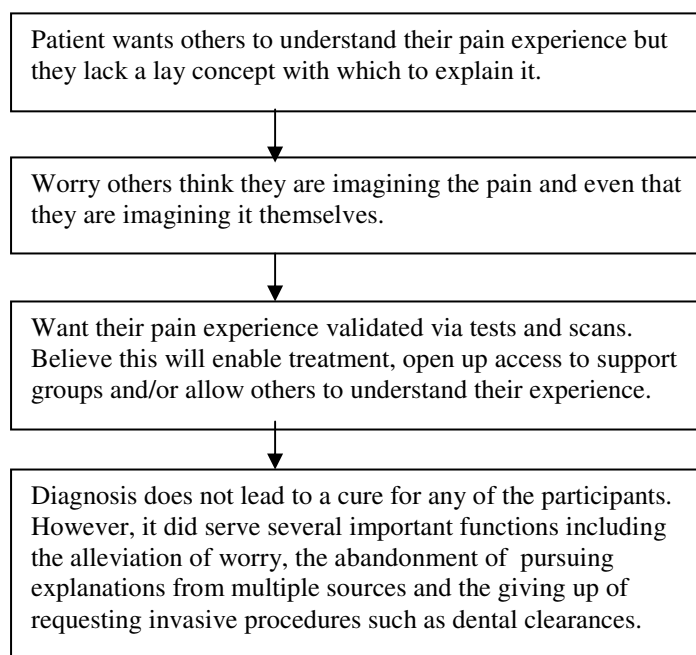 Patient wants others to understand their pain experience but
they lack a lay concept with which to explain it.
Worry others think they are imagining the pain and even that
they are imagining it themselves.
Want their pain experience validated via tests and scans.
Believe this will enable treatment, open up access to support
groups and/or allow others to understand their experience.
Diagnosis does not lead to a cure for any of the participants.
However, it did serve several important functions including
the alleviation of worry, the abandonment of pursuing
explanations from multiple sources and the giving up of
requesting invasive procedures such as dental clearances.